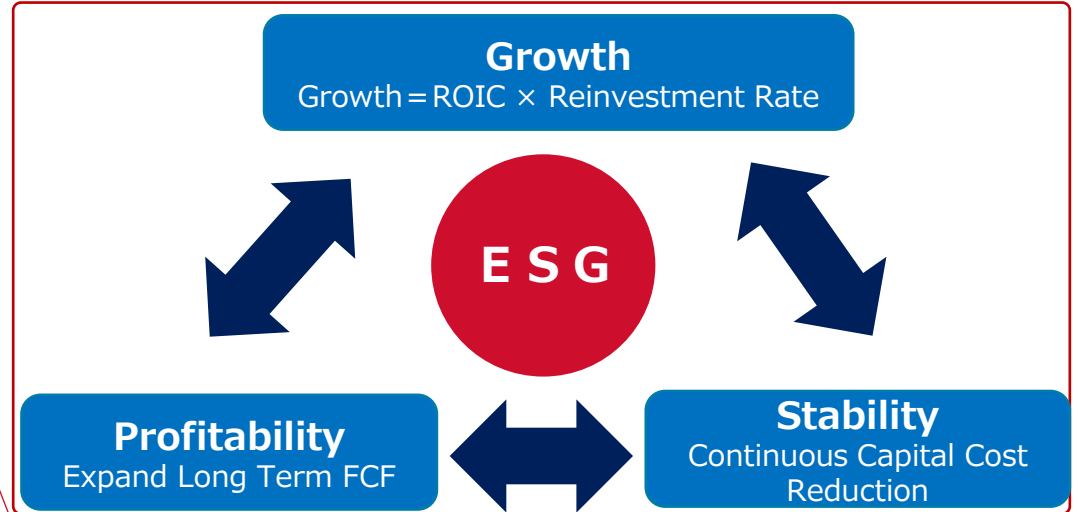 Growth
Growth=ROIC × Reinvestment Rate
E S G
Profitability
Expand Long Term FCF
Stability
Continuous Capital Cost
Reduction